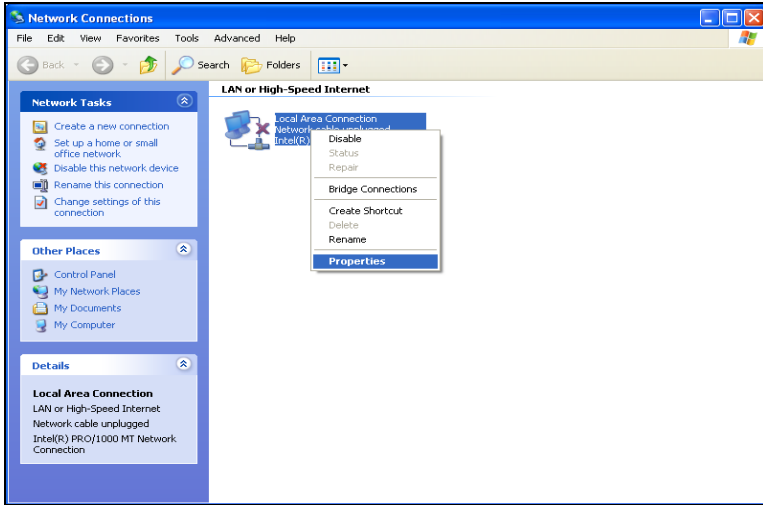 Network Connections
File Edit View Favorites Tools Advanced Help
Back Search Folders
Network Tasks
Create a new connection
Set up a home or small
office network
Disable this network device
Rename this connection
Change settings of this
connection
Other Places
Control Panel
My Network Places
My Documents
My Computer
Details
Local Area Connection
LAN or High-Speed Internet
Network cable unplugged
Intel(R) PRO/1000 MT Network
Connection
LAN or High-Speed Internet
Local Area Connection
Network cable unplugged
Intel(R)
Disable
Status
Repair
Bridge Connections
Create Shortcut
Delete
Rename
Properties